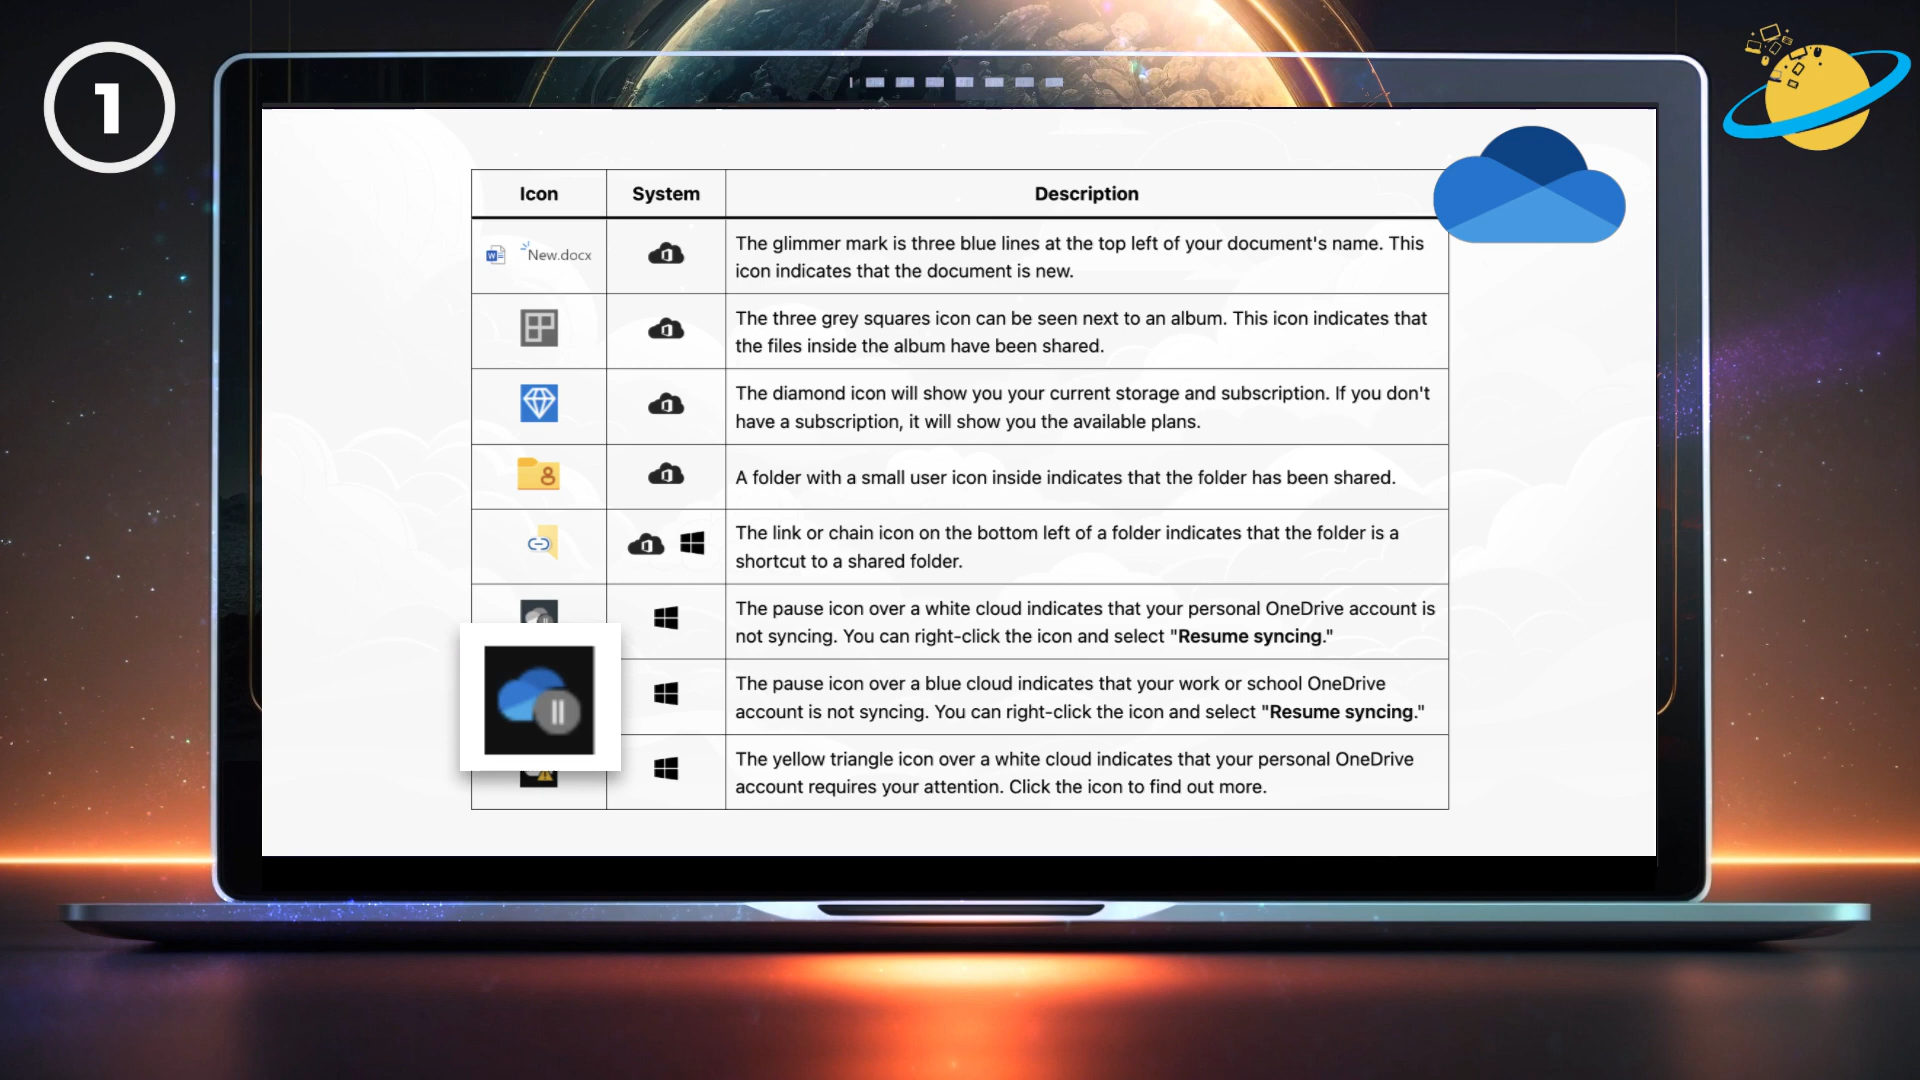 1
Icon System Description
New.docx
The glimmer mark is three blue lines at the top left of your document's name. This
icon indicates that the document is new.
The three grey squares icon can be seen next to an album. This icon indicates that
the files inside the album have been shared.
The diamond icon will show you your current storage and subscription. If you don't
have a subscription, it will show you the available plans.
A folder with a small user icon inside indicates that the folder has been shared.
The link or chain icon on the bottom left of a folder indicates that the folder is a
shortcut to a shared folder.
The pause icon over a white cloud indicates that your personal OneDrive account is
not syncing. You can right-click the icon and select "Resume syncing."
The pause icon over a blue cloud indicates that your work or school OneDrive
account is not syncing. You can right-click the icon and select "Resume syncing."
The yellow triangle icon over a white cloud indicates that your personal OneDrive
account requires your attention. Click the icon to find out more.